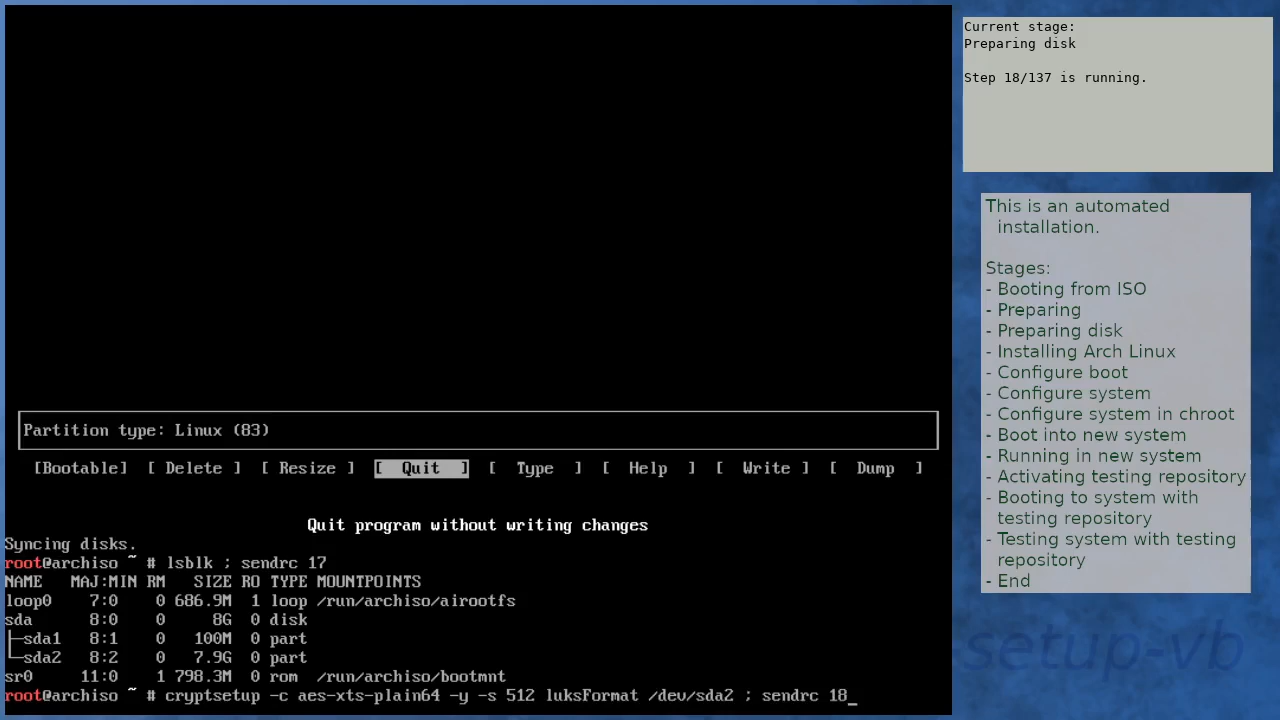 Partition type: Linux (83)
[Bootable] [ Delete ] [ Resize ] [ Quit ] [ Type ] [ Help ] [ Write ] [ Dump ]
Quit program without writing changes
Syncing disks.
root@archiso ~ # lsblk ; sendrc 17
NAME MAJ:MIN RM SIZE RO TYPE MOUNTPOINTS
loop0 7:0 0 686.9M 1 loop /run/archiso/airootfs
sda 8:0 0 8G 0 disk
├─sda1 8:1 0 100M 0 part
└─sda2 8:2 0 7.9G 0 part
sr0 11:0 1 798.3M 0 rom /run/archiso/bootmnt
root@archiso ~ # cryptsetup -c aes-xts-plain64 -y -s 512 luksFormat /dev/sda2 ; sendrc 18_
Current stage:
Preparing disk
Step 18/137 is running.
This is an automated
installation.
Stages:
- Booting from ISO
- Preparing
- Preparing disk
- Installing Arch Linux
- Configure boot
- Configure system
- Configure system in chroot
- Boot into new system
- Running in new system
- Activating testing repository
- Booting to system with
testing repository
- Testing system with testing
repository
- End
setup-vb